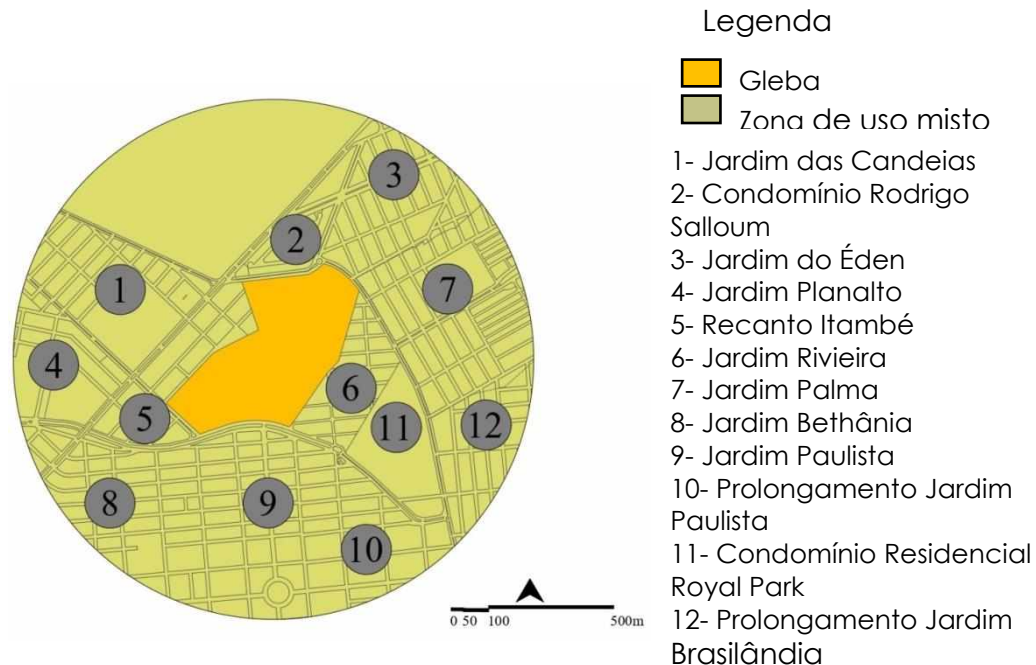 Legenda
Gleba
Zona de uso misto
1- Jardim das Candeias
2- Condomínio Rodrigo
Salloum
3- Jardim do Éden
4- Jardim Planalto
5- Recanto Itambé
6- Jardim Rivieira
7- Jardim Palma
8- Jardim Bethânia
9- Jardim Paulista
10- Prolongamento Jardim
Paulista
11- Condomínio Residencial
Royal Park
12- Prolongamento Jardim
Brasilândia
3
2
1
7
4
6
5
11
12
8
9
10
0 50 100 500m